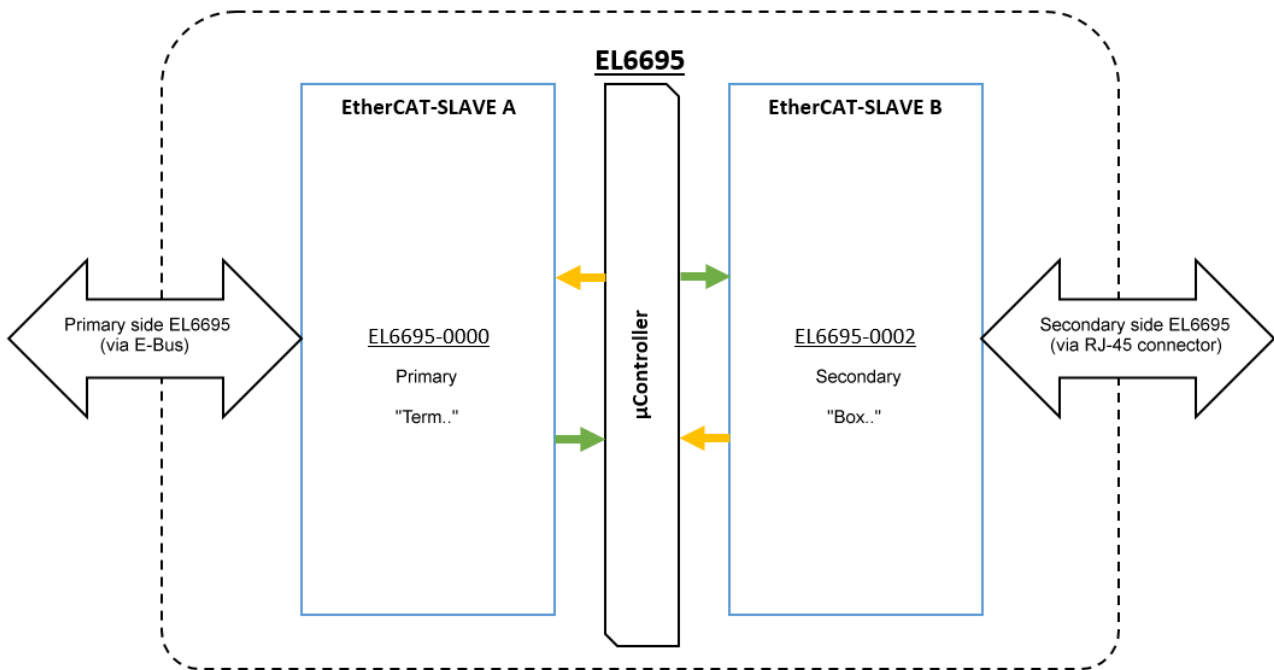 EL6695
EtherCAT-SLAVE A
EtherCAT-SLAVE B
Primary side EL6695
(via E-Bus)
EL6695-0000
Primary
"Term.."
µController
EL6695-0002
Secondary
"Box.."
Secondary side EL6695
(via RJ-45 connector)